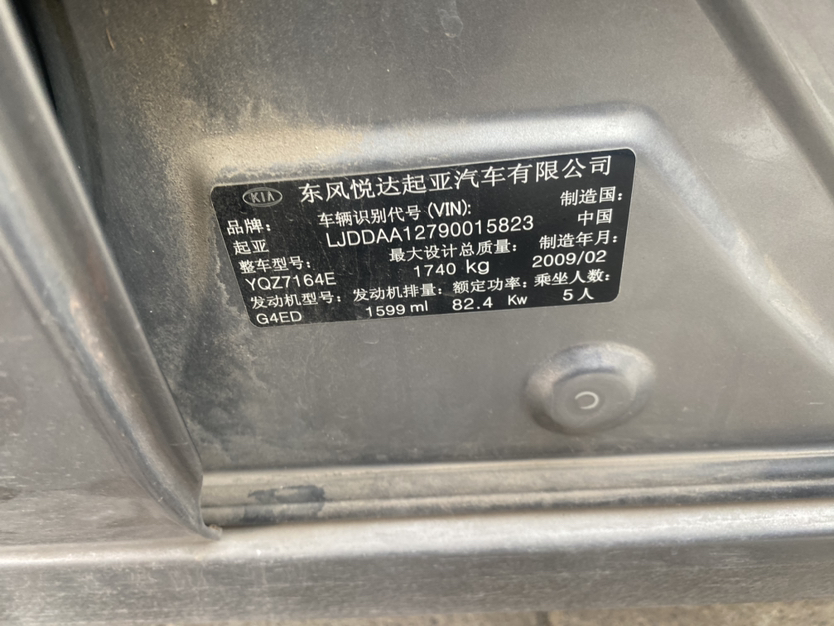 KIA 东风悦达起亚汽车有限公司
品牌: 车辆识别代号 (VIN): 制造国:
起亚 LJDDAA12790015823 中国
整车型号: 最大设计总质量: 制造年月:
YQZ7164E 1740 kg 2009/02
发动机型号: 发动机排量: 额定功率: 乘坐人数:
G4ED 1599 ml 82.4 Kw 5人